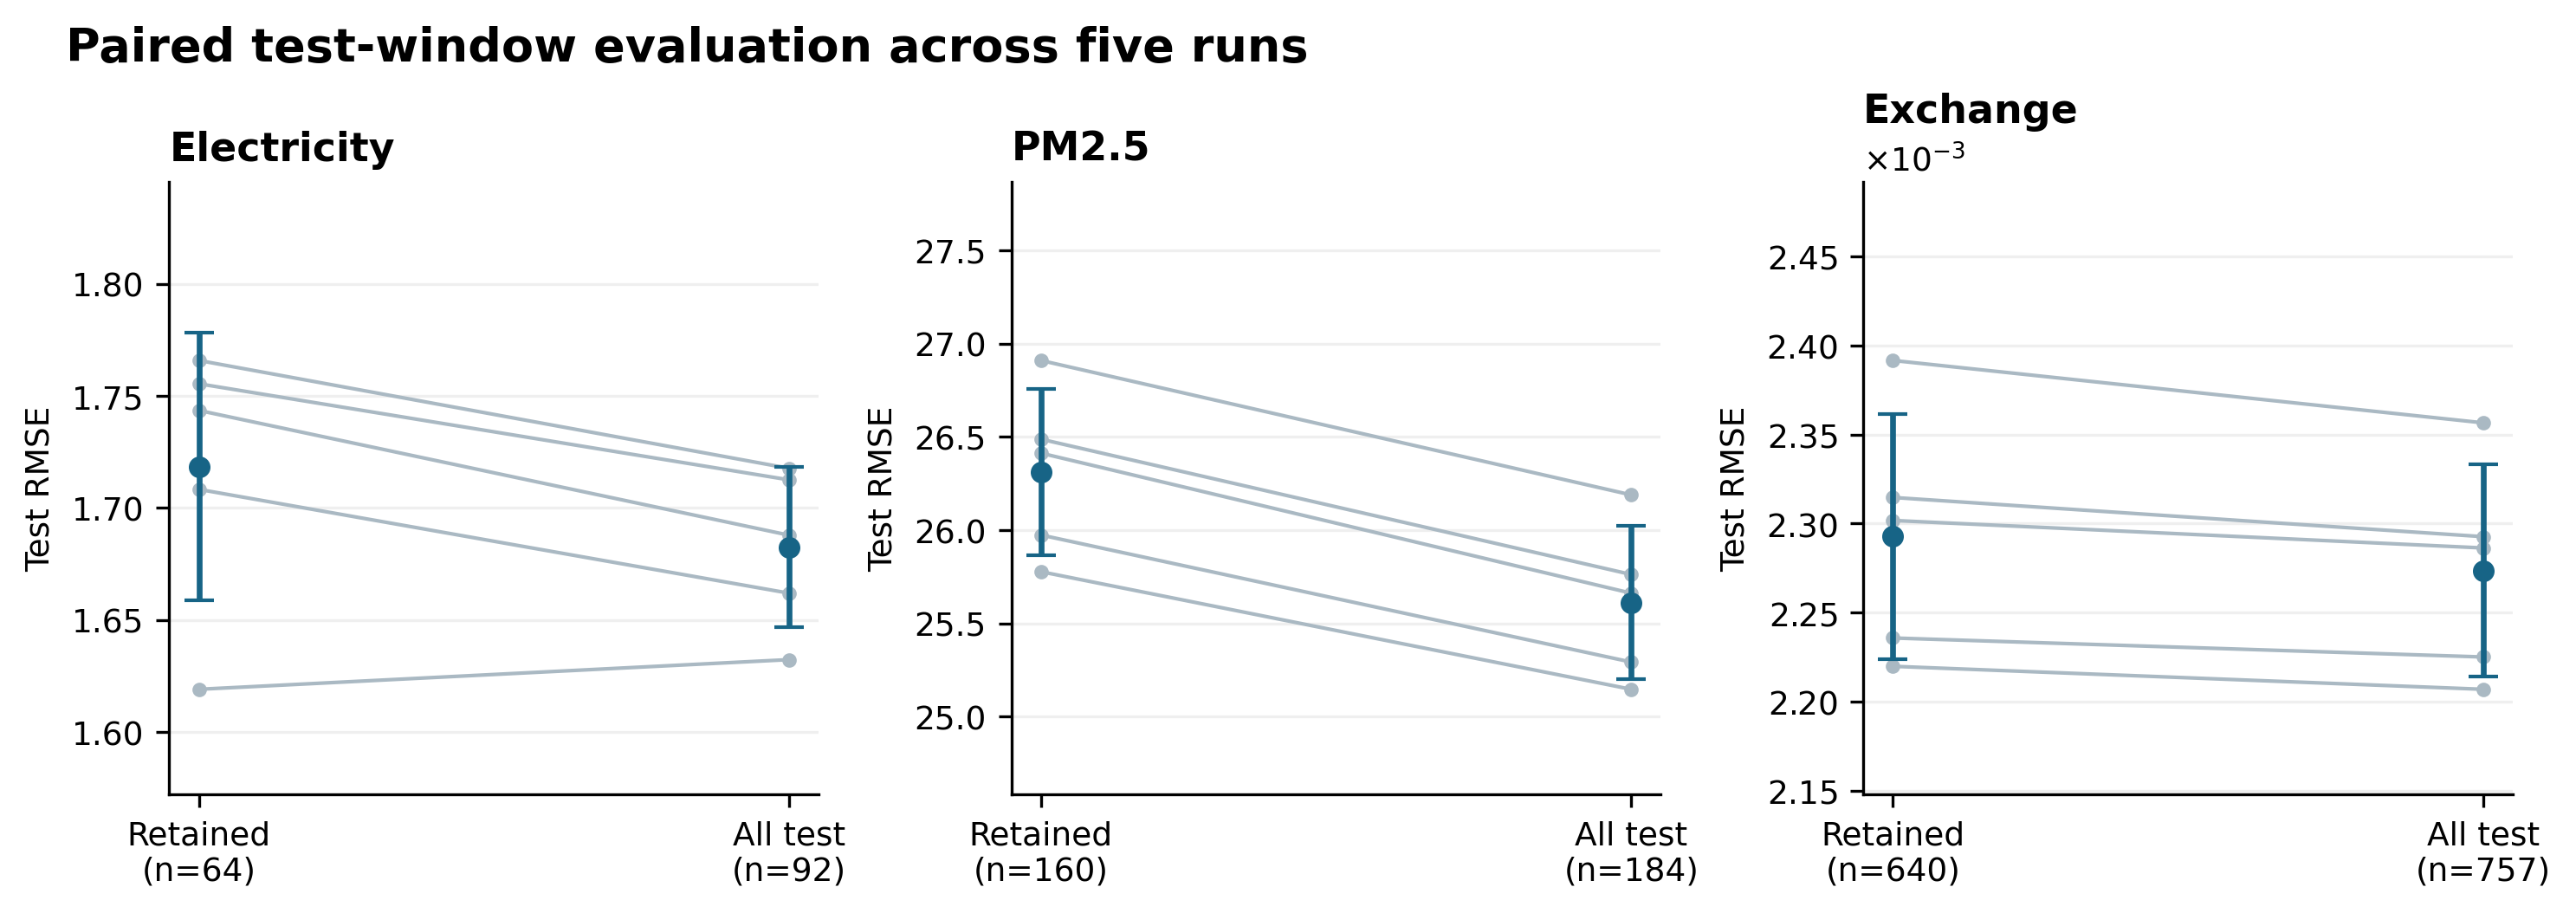 Paired test-window evaluation across five runs
Electricity
Test RMSE
1.80
1.75
1.70
1.65
1.60
Retained
(n=64)
All test
(n=92)
PM2.5
Test RMSE
27.5
27.0
26.5
26.0
25.5
25.0
Retained
(n=160)
All test
(n=184)
Exchange
×10⁻³
Test RMSE
2.45
2.40
2.35
2.30
2.25
2.20
2.15
Retained
(n=640)
All test
(n=757)